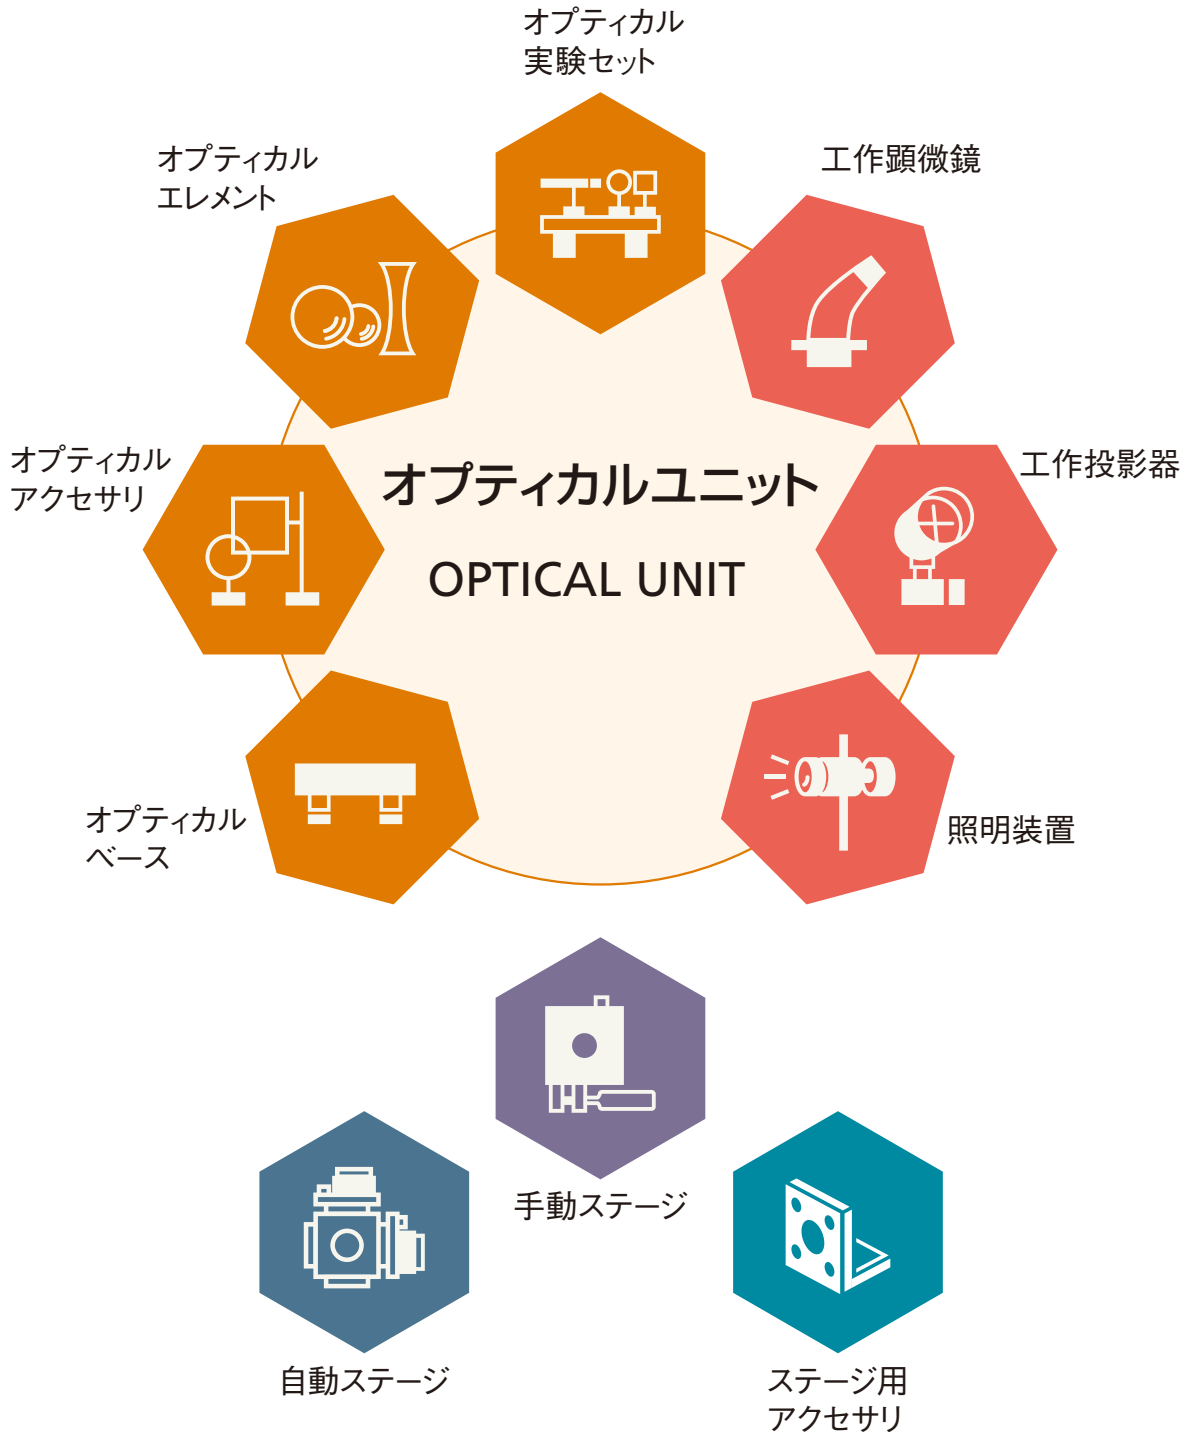 オプティカル
実験セット
オプティカル
エレメント
工作顕微鏡
オプティカル
アクセサリ
工作投影器
オプティカルユニット
OPTICAL UNIT
オプティカル
ベース
照明装置
手動ステージ
自動ステージ
ステージ用
アクセサリ